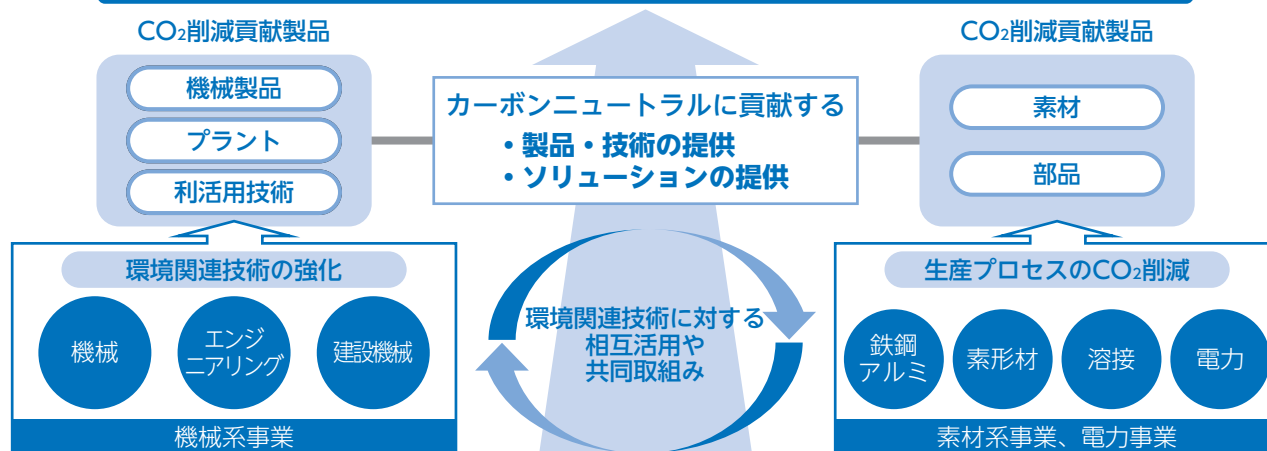 CO₂削減貢献製品
機械製品
プラント
利活用技術
カーボンニュートラルに貢献する
・製品・技術の提供
・ソリューションの提供
CO₂削減貢献製品
素材
部品
環境関連技術の強化
機械
エンジ
ニアリング
建設機械
機械系事業
環境関連技術に対する
相互活用や
共同取組み
生産プロセスのCO₂削減
鉄鋼
アルミ
素形材
溶接
電力
素材系事業、電力事業